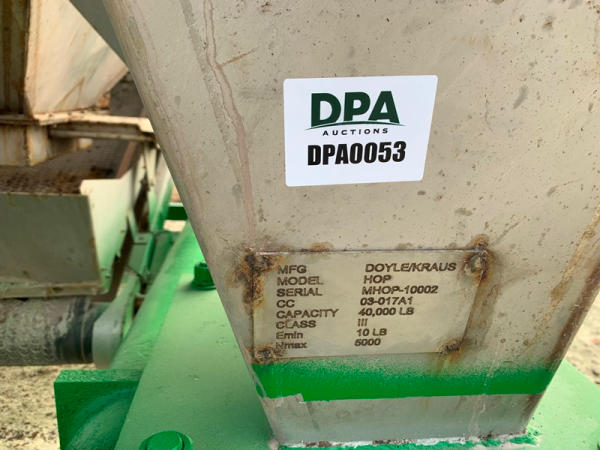 DPA
AUCTIONS
DPA0053
MFG DOYLE/KRAUS
MODEL HOP
SERIAL MHOP-10002
CC 03-017A1
CAPACITY 40,000 LB
CLASS III
Emin 10 LB
Nmax 5000